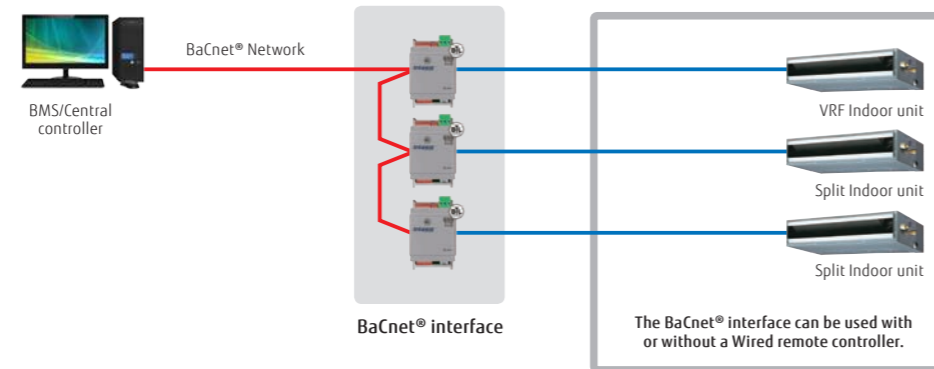 BaCnet® Network
BMS/Central
controller
VRF Indoor unit
Split Indoor unit
Split Indoor unit
BaCnet® interface
The BaCnet® interface can be used with
or without a Wired remote controller.